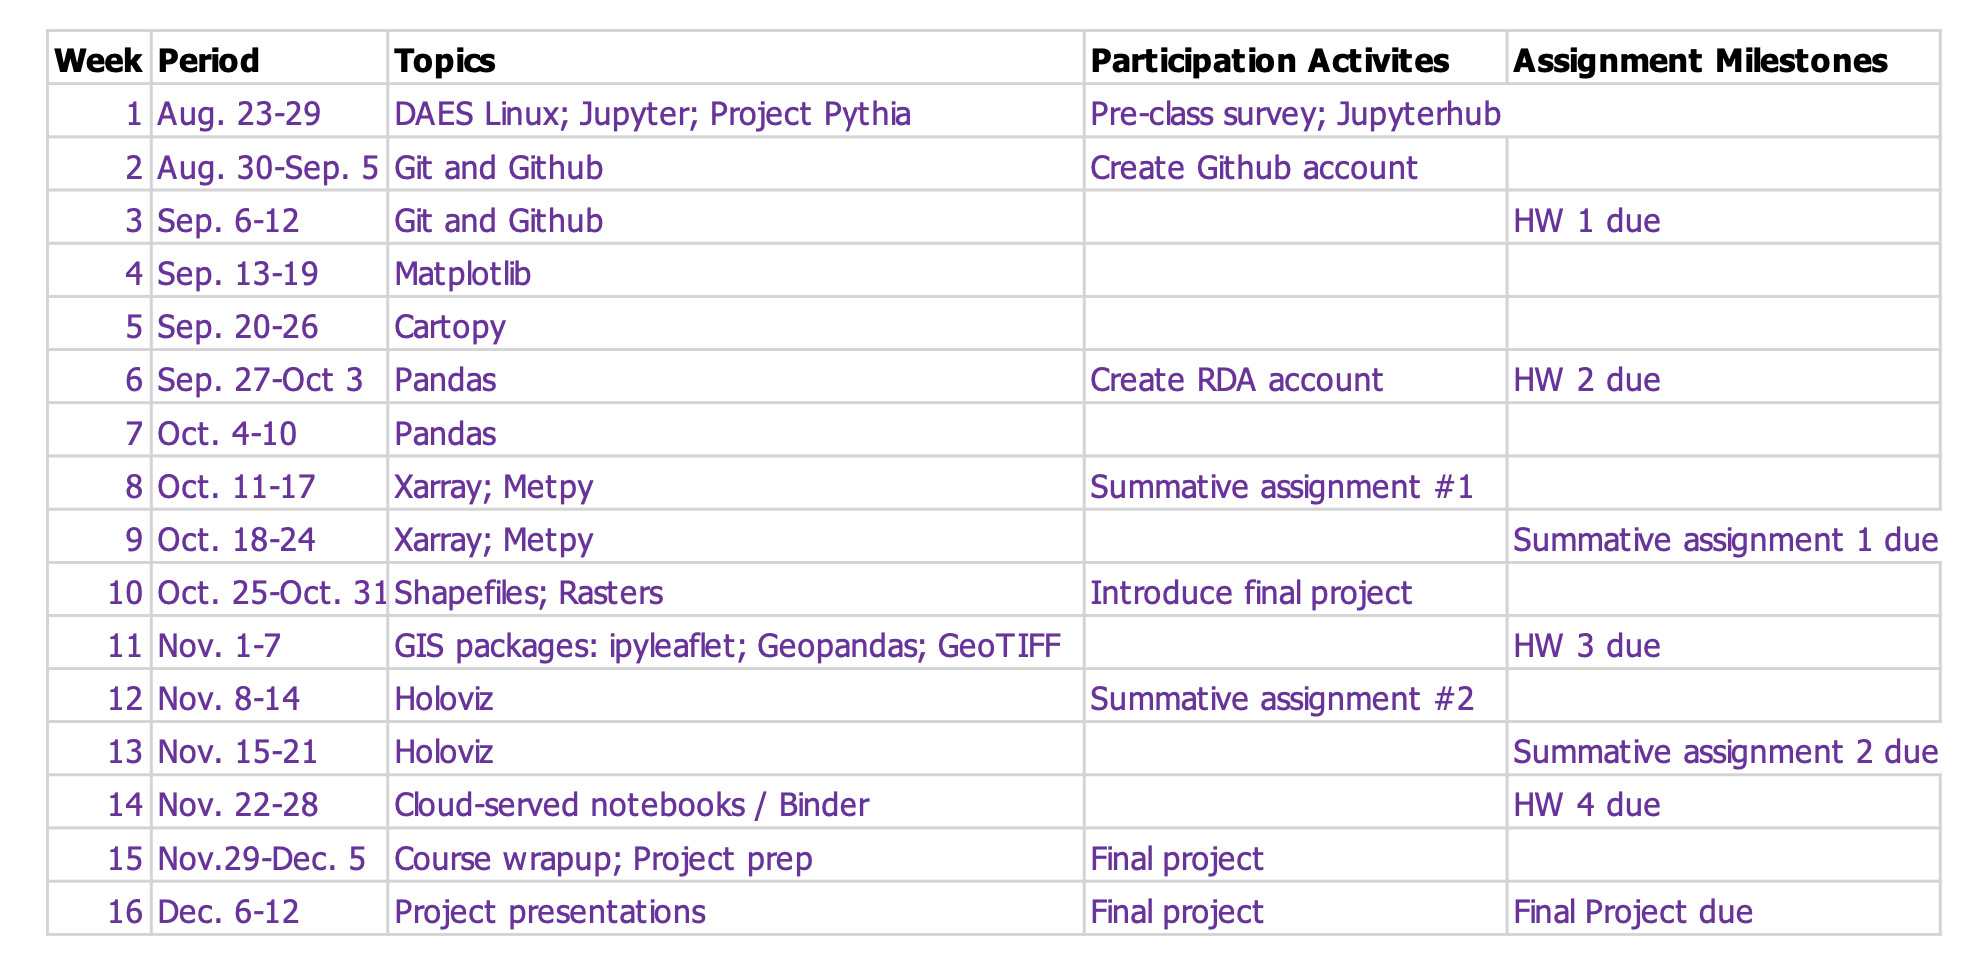 Week Period Topics Participation Activites Assignment Milestones
1 Aug. 23-29 DAES Linux; Jupyter; Project Pythia Pre-class survey; Jupyterhub
2 Aug. 30-Sep. 5 Git and Github Create Github account
3 Sep. 6-12 Git and Github HW 1 due
4 Sep. 13-19 Matplotlib
5 Sep. 20-26 Cartopy
6 Sep. 27-Oct 3 Pandas Create RDA account HW 2 due
7 Oct. 4-10 Pandas
8 Oct. 11-17 Xarray; Metpy Summative assignment #1
9 Oct. 18-24 Xarray; Metpy Summative assignment 1 due
10 Oct. 25-Oct. 31 Shapefiles; Rasters Introduce final project
11 Nov. 1-7 GIS packages: ipyleaflet; Geopandas; GeoTIFF HW 3 due
12 Nov. 8-14 Holoviz Summative assignment #2
13 Nov. 15-21 Holoviz Summative assignment 2 due
14 Nov. 22-28 Cloud-served notebooks / Binder HW 4 due
15 Nov.29-Dec. 5 Course wrapup; Project prep Final project
16 Dec. 6-12 Project presentations Final project Final Project due